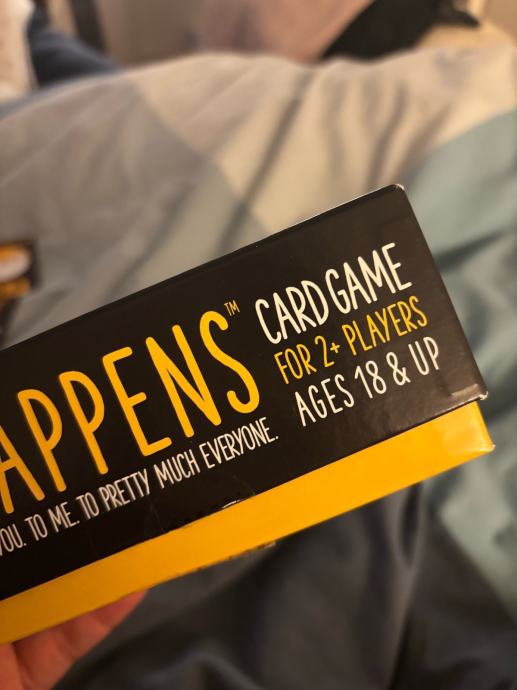 APPENS™
YOU. TO ME. TO PRETTY MUCH EVERYONE.
CARD GAME
FOR 2+ PLAYERS
AGES 18 & UP